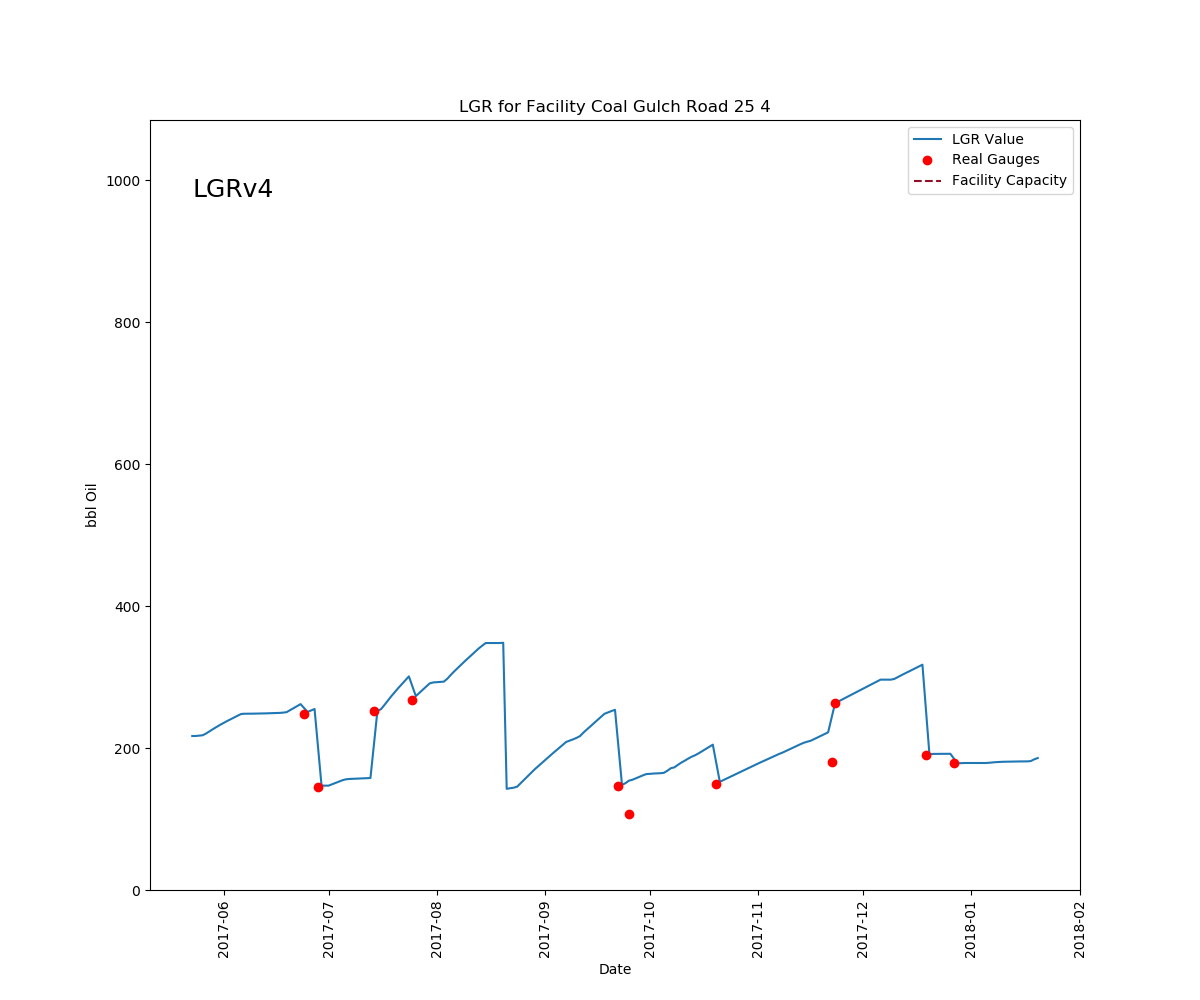 LGR for Facility Coal Gulch Road 25 4
LGRv4
LGR Value
Real Gauges
Facility Capacity
1000
800
600
400
200
0
bbl Oil
2017-06
2017-07
2017-08
2017-09
2017-10
2017-11
2017-12
2018-01
2018-02
Date